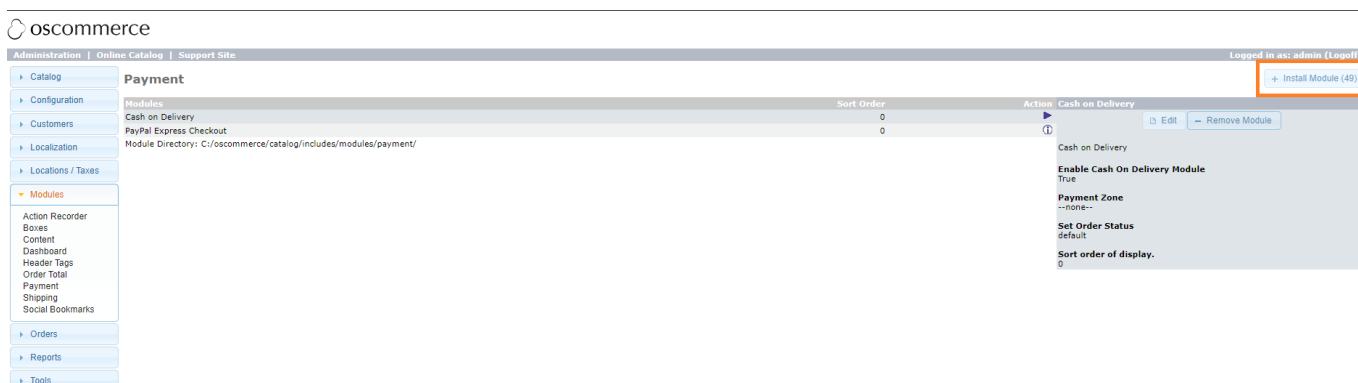 oscommerce
Administration | Online Catalog | Support Site
Logged in as: admin (Logoff
Catalog
Configuration
Customers
Localization
Locations / Taxes
Modules
Action Recorder
Boxes
Content
Dashboard
Header Tags
Order Total
Payment
Shipping
Social Bookmarks
Orders
Reports
Tools
Payment
+ Install Module (49)
Modules Sort Order Action
Cash on Delivery 0
PayPal Express Checkout 0
Module Directory: C:/oscommerce/catalog/includes/modules/payment/
Cash on Delivery
Edit − Remove Module
Cash on Delivery
Enable Cash On Delivery Module
True
Payment Zone
--none--
Set Order Status
default
Sort order of display.
0